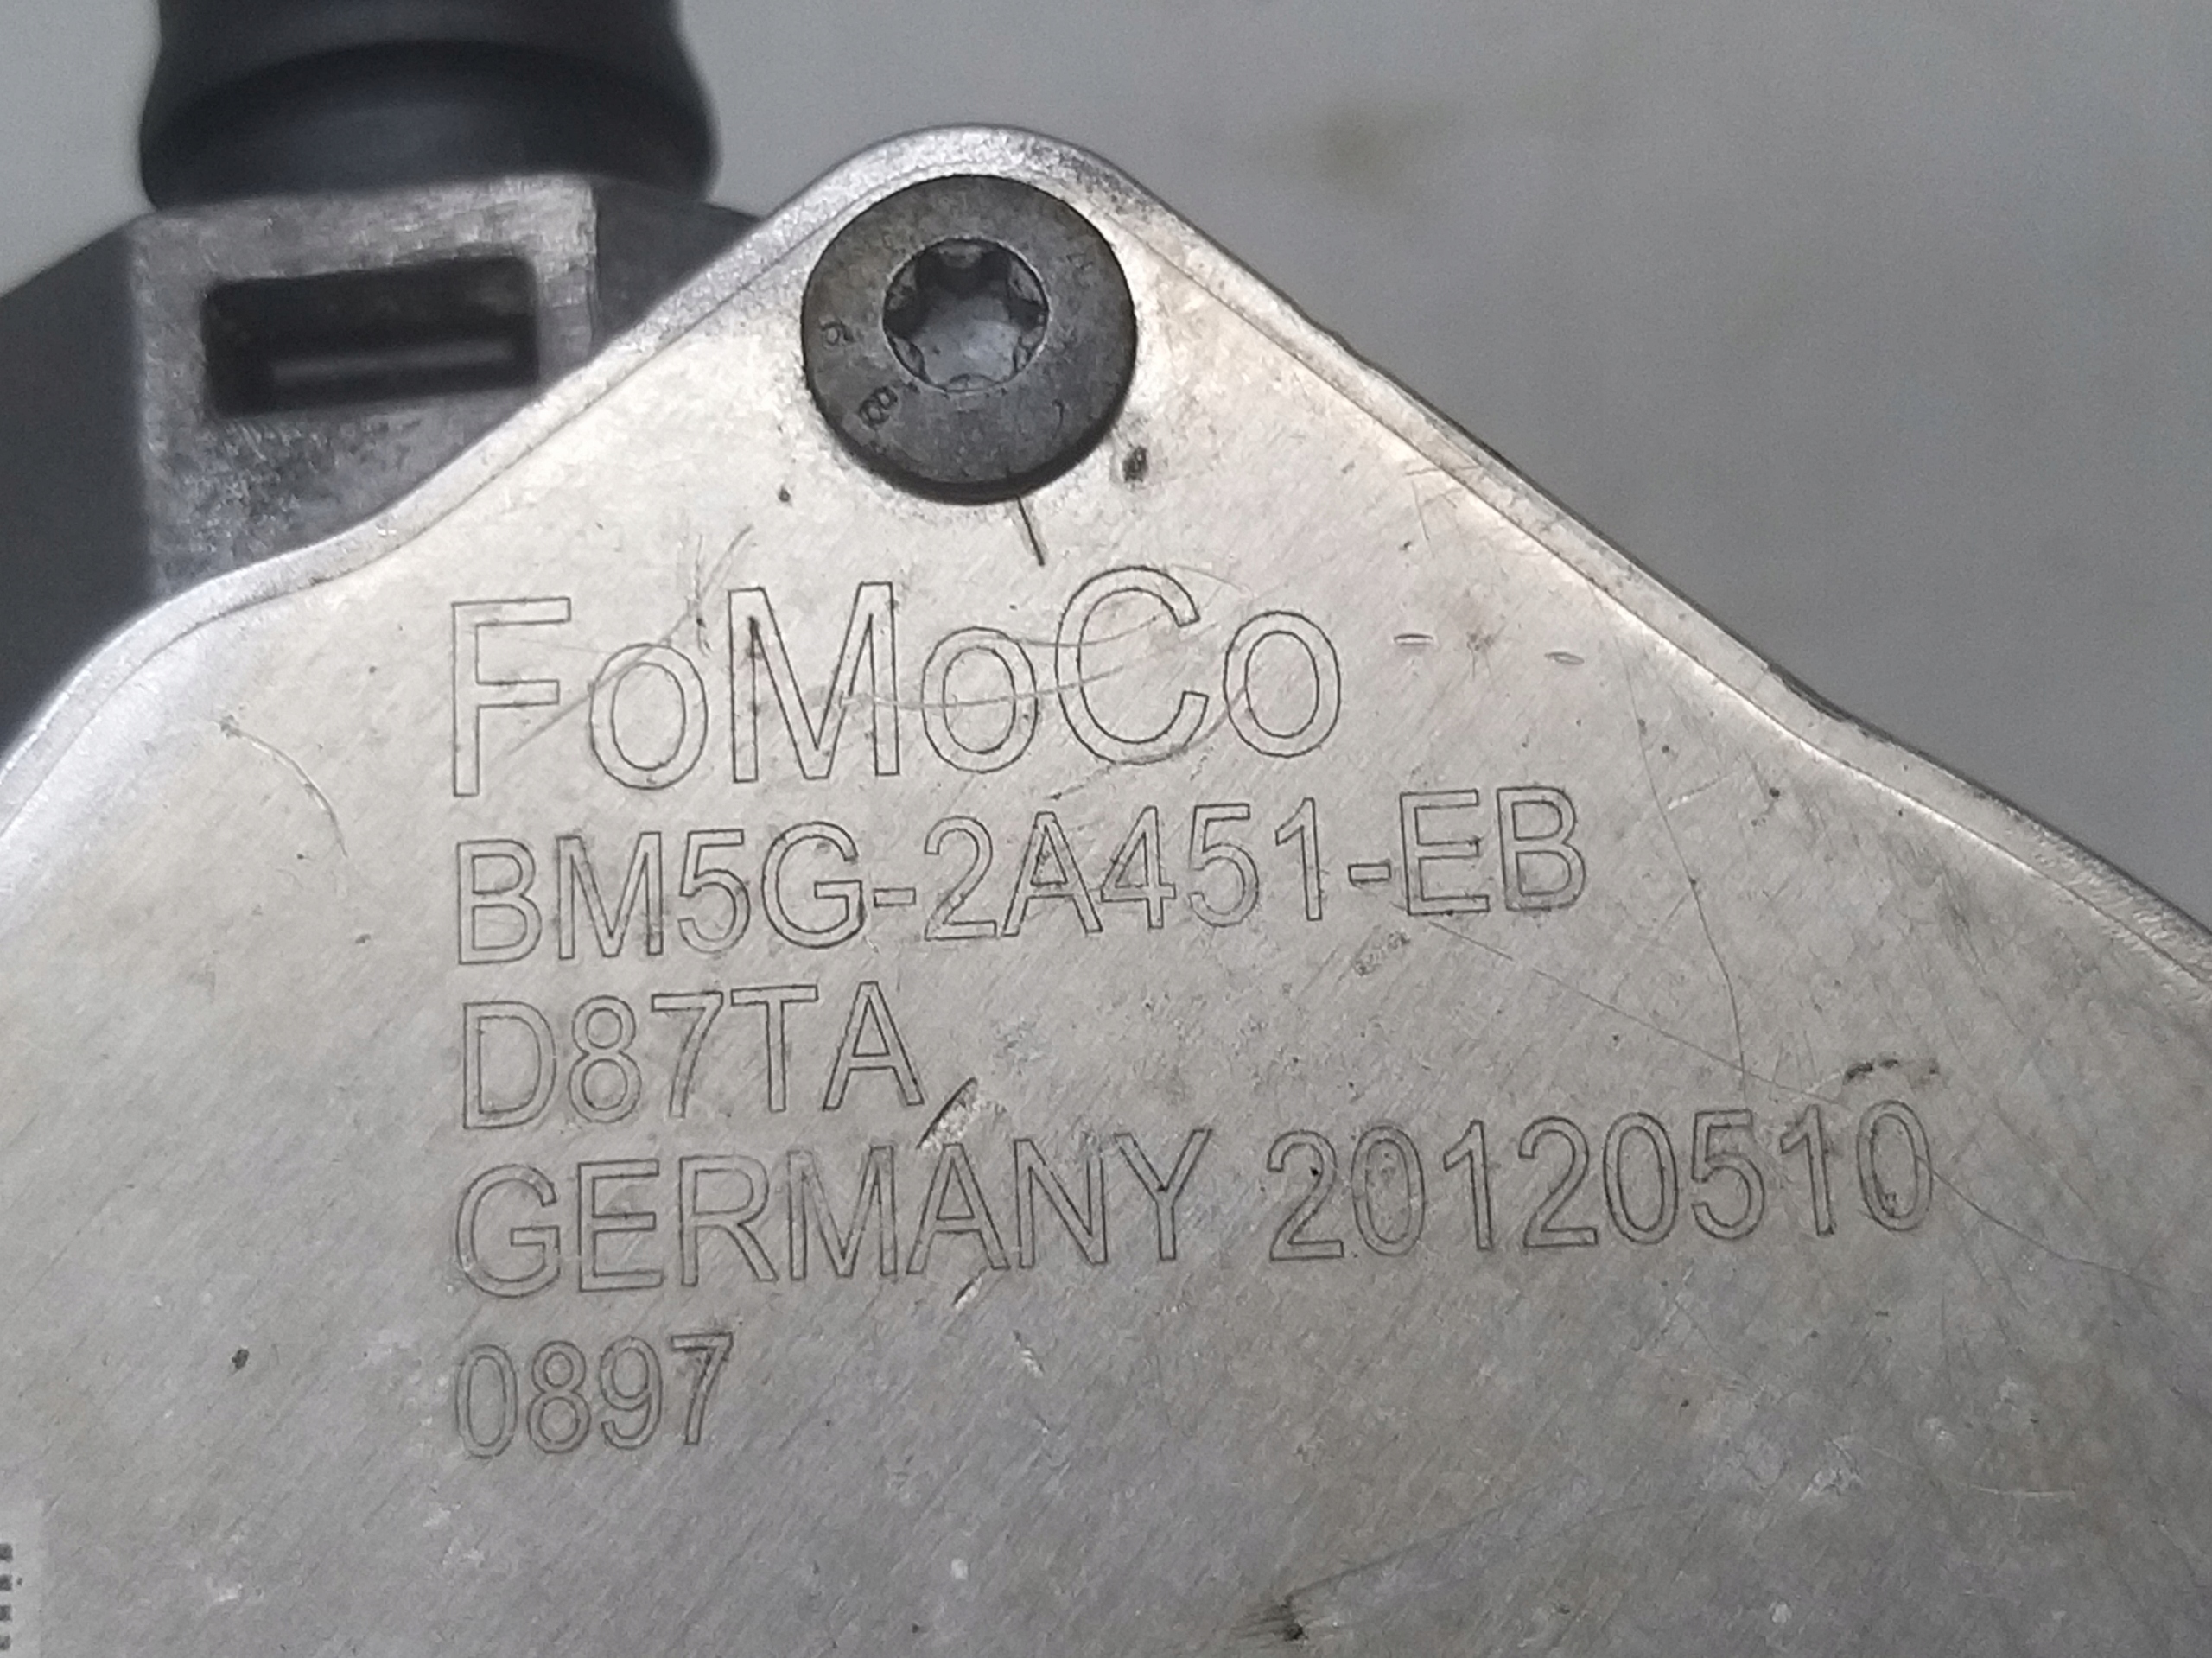 FoMoCo
BM5G-2A451-EB
D87TA
GERMANY 20120510
0897